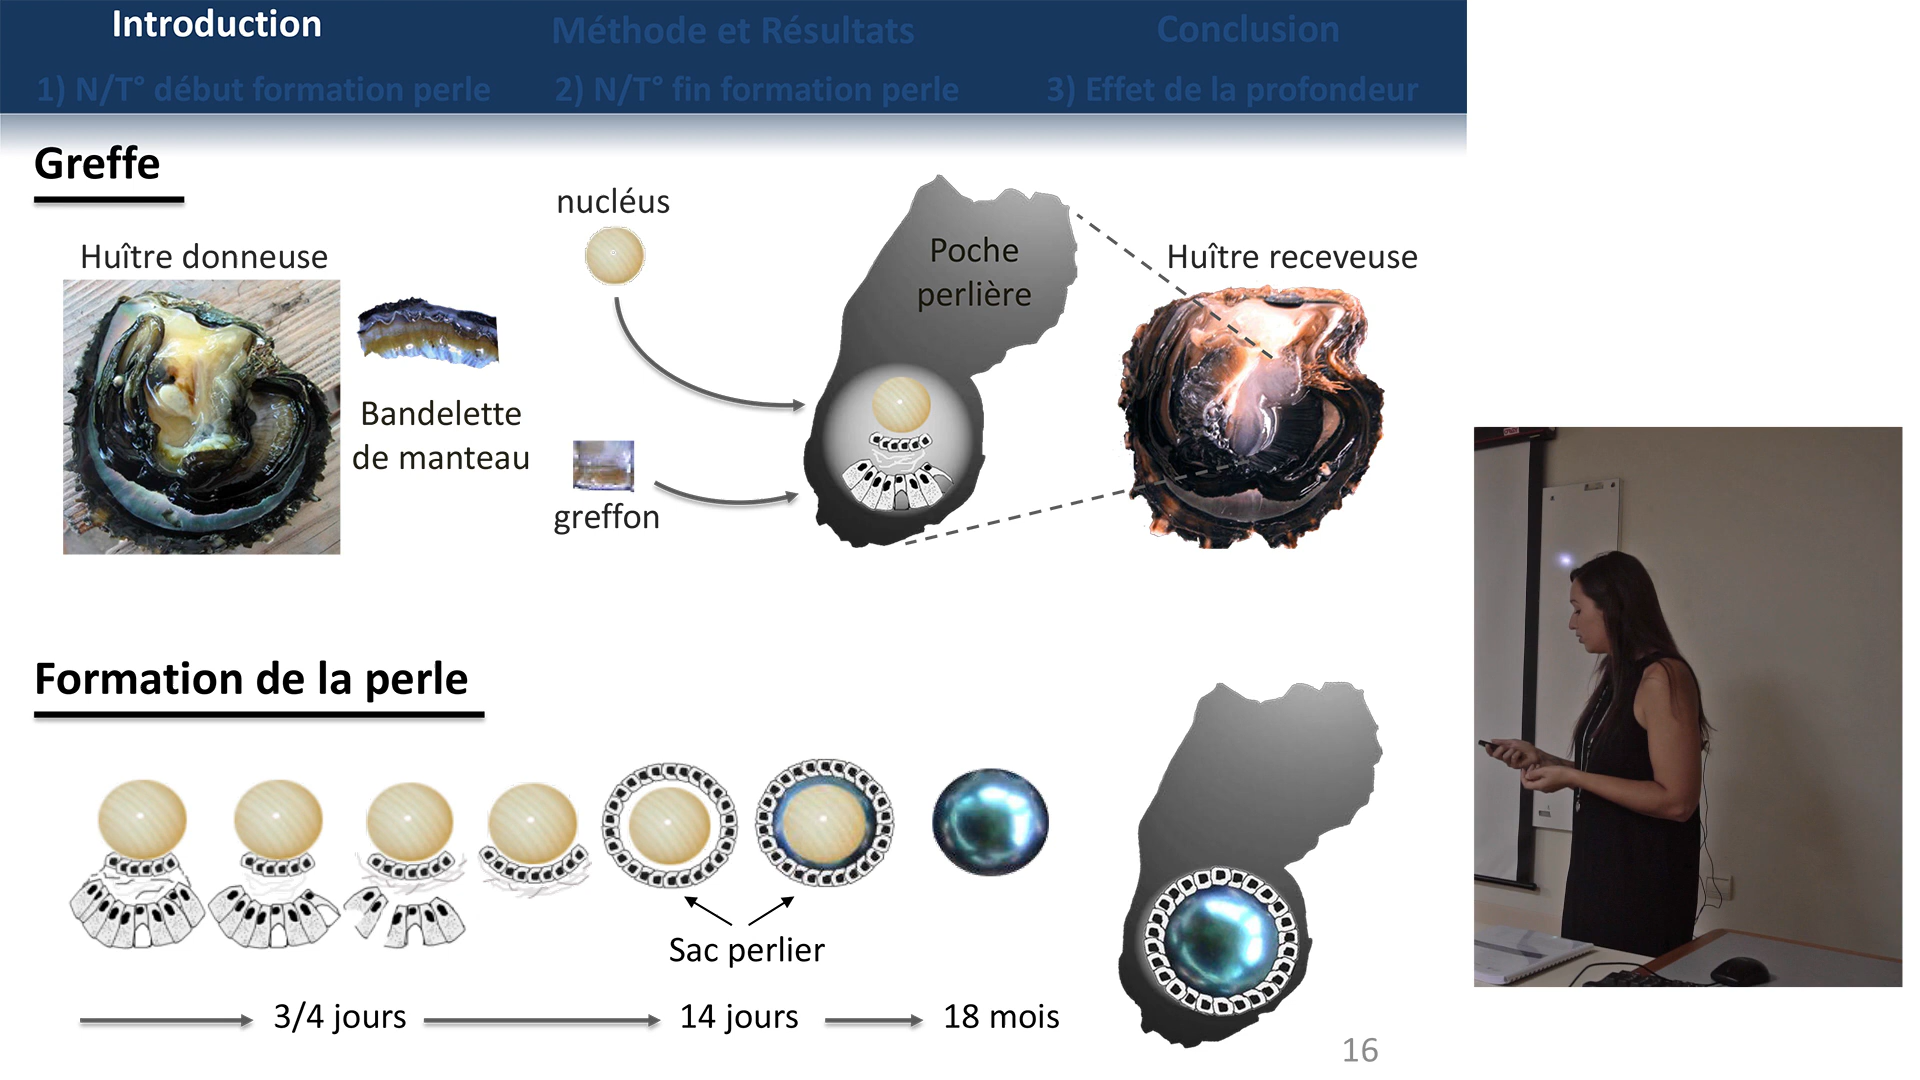 Introduction
Méthode et Résultats
Conclusion
1) N/T° début formation perle
2) N/T° fin formation perle
3) Effet de la profondeur
Greffe
Huître donneuse
Bandelette
de manteau
nucléus
greffon
Poche
perlière
Huître receveuse
Formation de la perle
Sac perlier
3/4 jours
14 jours
18 mois
16